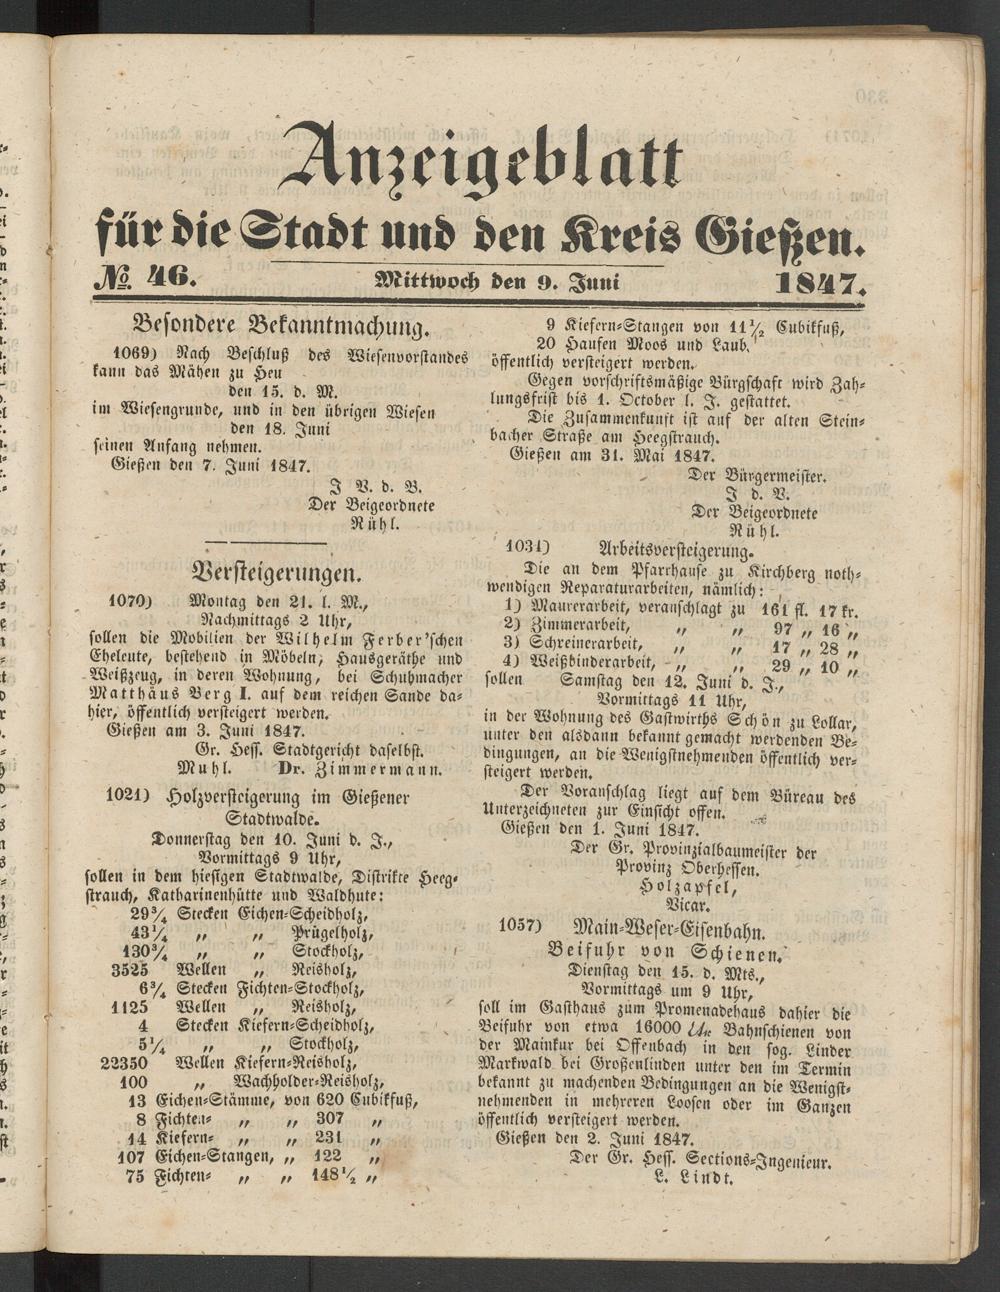 Anzeigeblatt
für die Stadt und den Kreis Gießen.
№ 46.
Mittwoch den 9. Juni
1847.
Besondere Bekanntmachung.
1069) Nach Beschluß des Wiesenvorstandes
kann das Mähen zu Heu
den 15. d. M.
im Wiesengrunde, und in den übrigen Wiesen
den 18. Juni
seinen Anfang nehmen.
Gießen den 7. Juni 1847.
J V. d. B.
Der Beigeordnete
Rühl.
Versteigerungen.
1070) Montag den 21. l. M.,
Nachmittags 2 Uhr,
sollen die Mobilien der Wilhelm Ferber'schen
Eheleute, bestehend in Möbeln, Hausgeräthe und
Weißzeug, in deren Wohnung, bei Schuhmacher
Matthäus Berg I. auf dem reichen Sande da=
hier, öffentlich versteigert werden.
Gießen am 3. Juni 1847.
Gr. Hess. Stadtgericht daselbst.
Muhl. Dr. Zimmermann.
1021) Holzversteigerung im Gießener
Stadtwalde.
Donnerstag den 10. Juni d. J.,
Vormittags 9 Uhr,
sollen in dem hiesigen Stadtwalde, Distrikte Heeg=
strauch, Katharinenhütte und Waldhute:
29¾ Stecken Eichen=Scheidholz,
43¼ „ „ Prügelholz,
130¾ „ „ Stockholz,
3525 Wellen „ Reisholz,
6¾ Stecken Fichten=Stockholz,
1125 Wellen „ Reisholz,
4 Stecken Kiefern=Scheidholz,
5¼ „ „ Stockholz,
22350 Wellen Kiefern=Reisholz,
100 „ Wachholder=Reisholz,
13 Eichen=Stämme, von 620 Cubikfuß,
8 Fichten= „ „ 307 „
14 Kiefern= „ „ 231 „
107 Eichen=Stangen, „ 122 „
75 Fichten= „ „ 148½ „
9 Kiefern=Stangen von 11½ Cubikfuß,
20 Haufen Moos und Laub,
öffentlich versteigert werden.
Gegen vorschriftsmäßige Bürgschaft wird Zah=
lungsfrist bis 1. October l. J. gestattet.
Die Zusammenkunft ist auf der alten Stein=
bacher Straße am Heegstrauch.
Gießen am 31. Mai 1847.
Der Bürgermeister.
J d. V.
Der Beigeordnete
Rühl.
1031) Arbeitsversteigerung.
Die an dem Pfarrhause zu Kirchberg noth=
wendigen Reparaturarbeiten, nämlich:
1) Maurerarbeit, veranschlagt zu 161 fl. 17 kr.
2) Zimmerarbeit, „ „ 97 „ 16 „
3) Schreinerarbeit, „ „ 17 „ 28 „
4) Weißbinderarbeit, „ „ 29 „ 10 „
sollen Samstag den 12. Juni d. J.,
Vormittags 11 Uhr,
in der Wohnung des Gastwirths Schön zu Lollar,
unter den alsdann bekannt gemacht werdenden Be=
dingungen, an die Wenigstnehmenden öffentlich ver=
steigert werden.
Der Voranschlag liegt auf dem Büreau des
Unterzeichneten zur Einsicht offen.
Gießen den 1. Juni 1847.
Der Gr. Provinzialbaumeister der
Provinz Oberhessen.
Holzapfel,
Vicar.
1057) Main=Weser=Eisenbahn.
Beifuhr von Schienen.
Dienstag den 15. d. Mts.,
Vormittags um 9 Uhr,
soll im Gasthaus zum Promenadehaus dahier die
Beifuhr von etwa 16000 Bahnschienen von
der Mainkur bei Offenbach in den sog. Linder
Markwald bei Großenlinden unter den im Termin
bekannt zu machenden Bedingungen an die Wenigst=
nehmenden in mehreren Loosen oder im Ganzen
öffentlich versteigert werden.
Gießen den 2. Juni 1847.
Der Gr. Hess. Sections=Ingenieur.
L. Lindt.